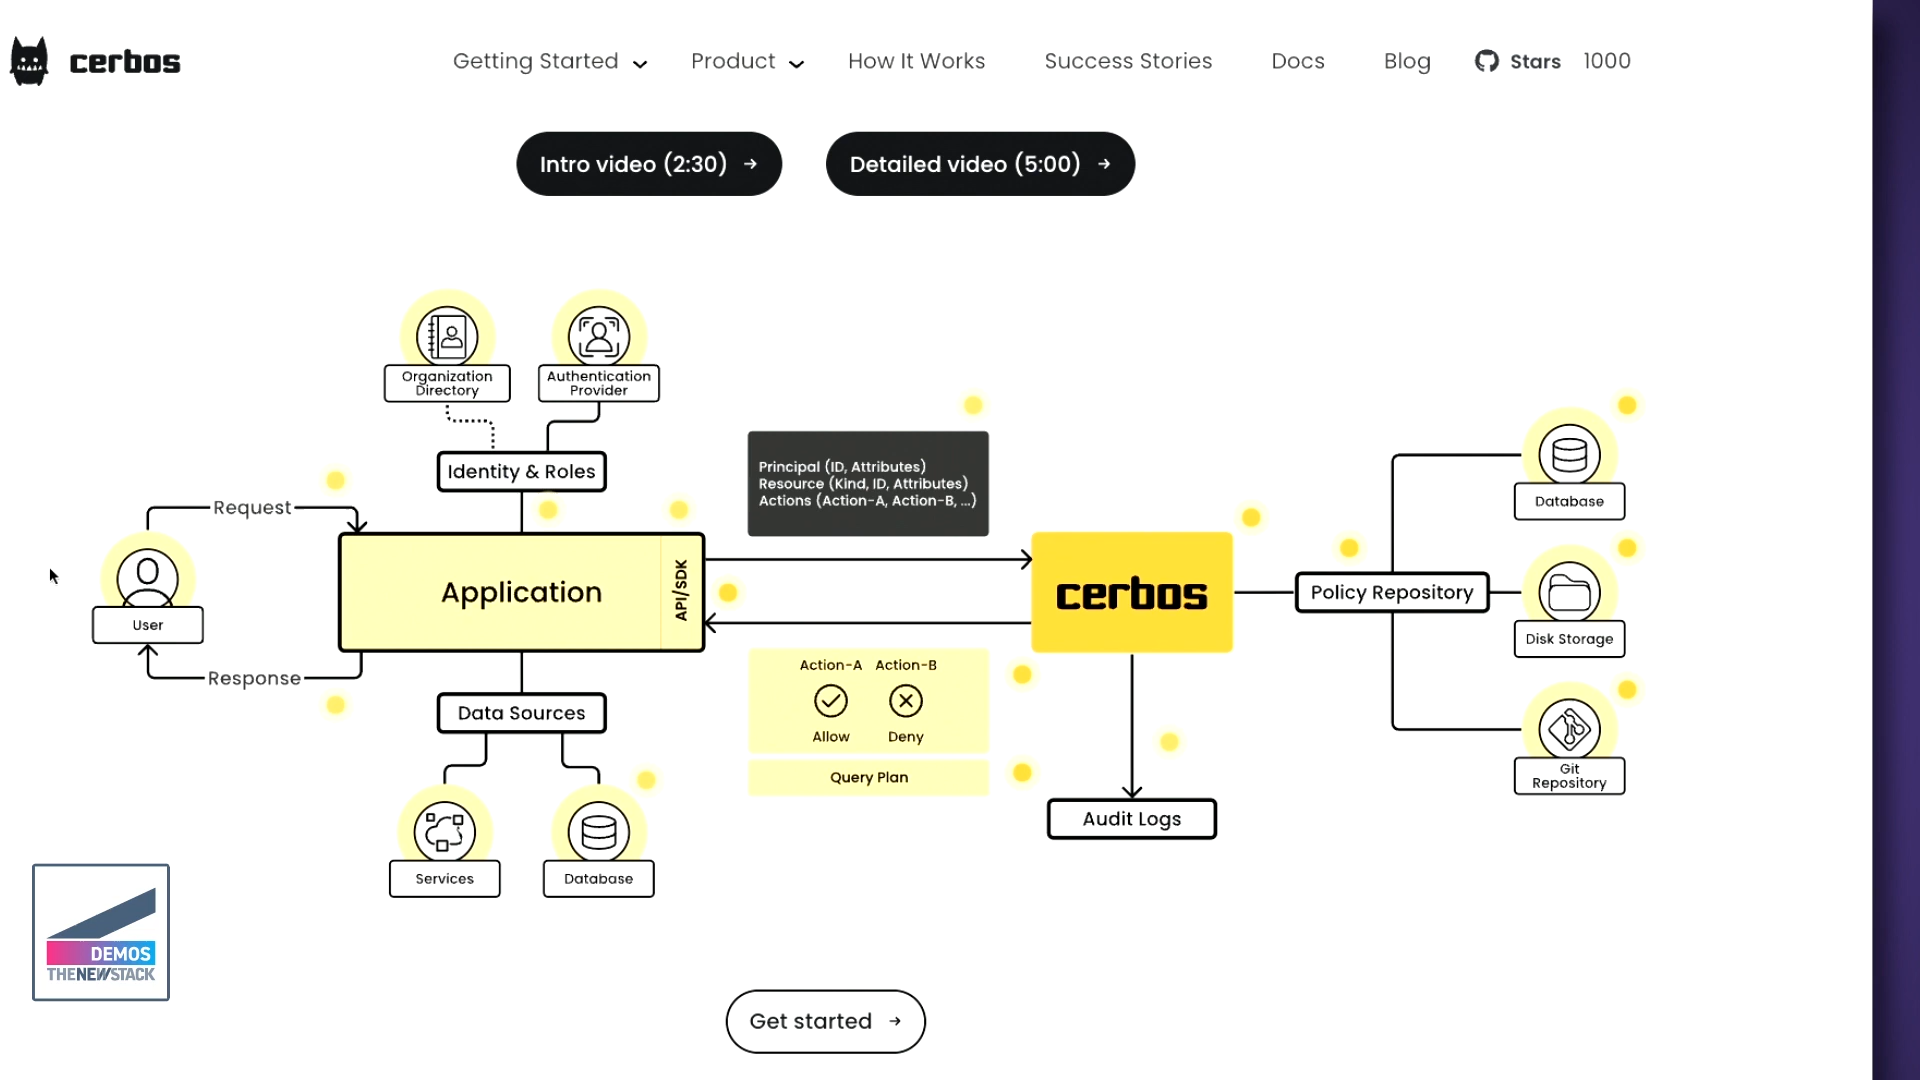 cerbos
Getting Started
Product
How It Works
Success Stories
Docs
Blog
Stars 1000
Intro video (2:30) →
Detailed video (5:00) →
Organization
Directory
Authentication
Provider
Identity & Roles
Principal (ID, Attributes)
Resource (Kind, ID, Attributes)
Actions (Action-A, Action-B, ...)
Request
User
Response
Application
API/SDK
cerbos
Policy Repository
Database
Disk Storage
Git
Repository
Action-A Action-B
Allow Deny
Query Plan
Data Sources
Services
Database
Audit Logs
DEMOS
THENEWSTACK
Get started →